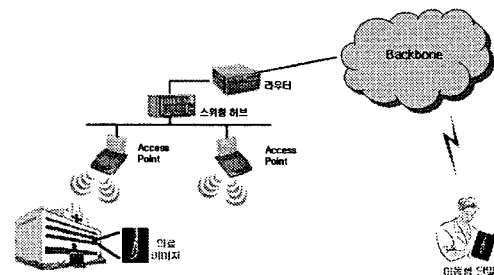 Backbone
라우터
스위칭 허브
Access
Point
Access
Point
의료
이미지
이동형 단말